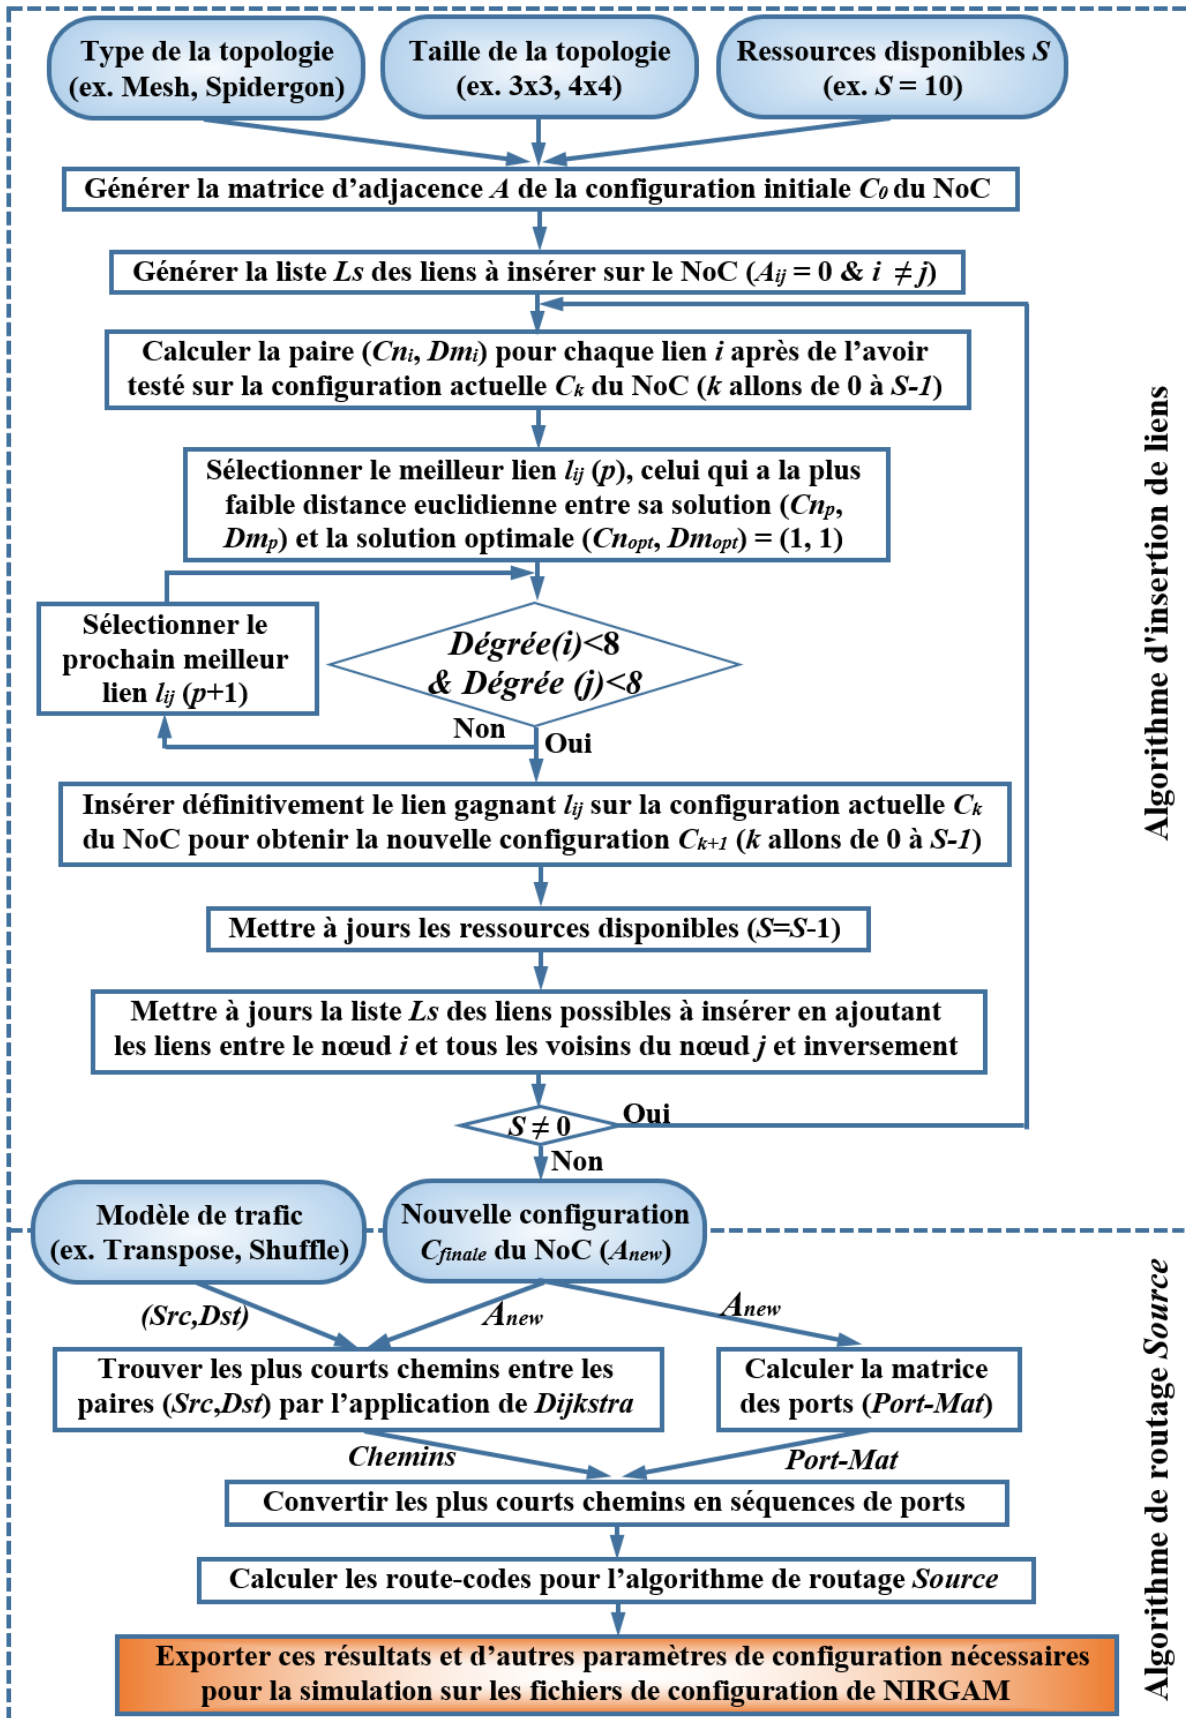 Type de la topologie
(ex. Mesh, Spidergon)
Taille de la topologie
(ex. 3x3, 4x4)
Ressources disponibles S
(ex. S = 10)
Générer la matrice d’adjacence A de la configuration initiale C0 du NoC
Générer la liste Ls des liens à insérer sur le NoC (Aij = 0 & i ≠ j)
Calculer la paire (Cni, Dmi) pour chaque lien i après de l’avoir
testé sur la configuration actuelle Ck du NoC (k allons de 0 à S-1)
Sélectionner le meilleur lien lij (p), celui qui a la plus
faible distance euclidienne entre sa solution (Cnp,
Dmp) et la solution optimale (Cnopt, Dmopt) = (1, 1)
Sélectionner le
prochain meilleur
lien lij (p+1)
Dégrée(i)<8
& Dégrée (j)<8
Non
Oui
Insérer définitivement le lien gagnant lij sur la configuration actuelle Ck
du NoC pour obtenir la nouvelle configuration Ck+1 (k allons de 0 à S-1)
Mettre à jours les ressources disponibles (S=S-1)
Mettre à jours la liste Ls des liens possibles à insérer en ajoutant
les liens entre le nœud i et tous les voisins du nœud j et inversement
S ≠ 0
Oui
Non
Algorithme d'insertion de liens
Modèle de trafic
(ex. Transpose, Shuffle)
Nouvelle configuration
Cfinale du NoC (Anew)
(Src,Dst)
Anew
Anew
Trouver les plus courts chemins entre les
paires (Src,Dst) par l’application de Dijkstra
Calculer la matrice
des ports (Port-Mat)
Chemins
Port-Mat
Convertir les plus courts chemins en séquences de ports
Calculer les route-codes pour l’algorithme de routage Source
Exporter ces résultats et d’autres paramètres de configuration nécessaires
pour la simulation sur les fichiers de configuration de NIRGAM
Algorithme de routage Source